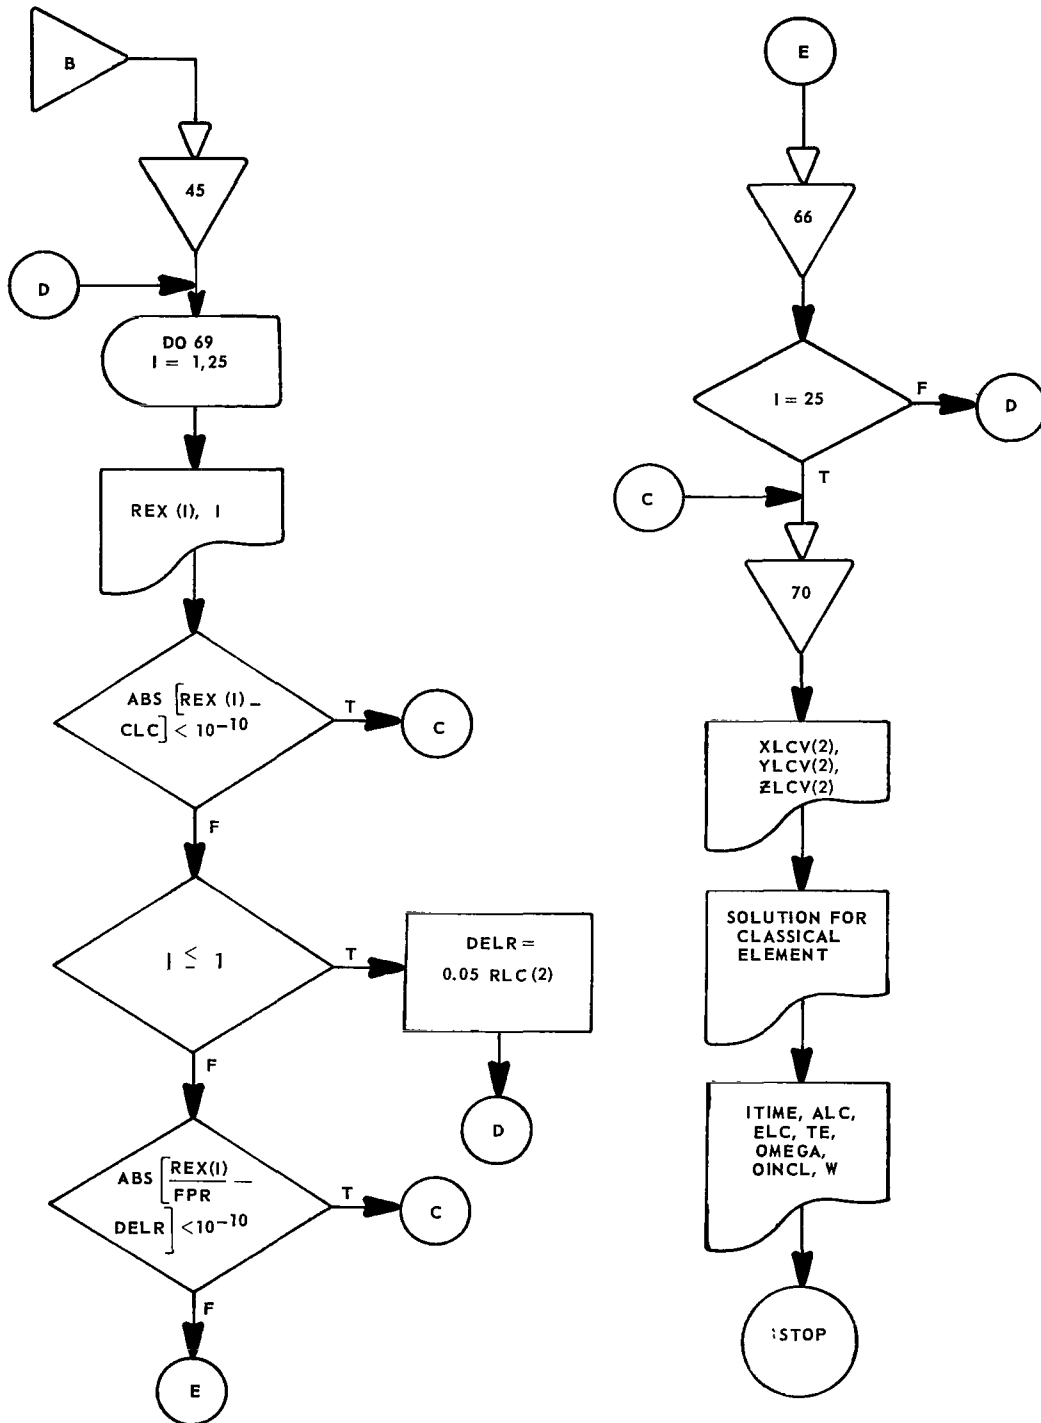 B
45
D
DO 69
I = 1,25
REX (I), I
ABS [REX (I) –
CLC] < 10⁻¹⁰
T
C
F
I ≤ 1
T
DELR =
0.05 RLC (2)
D
F
ABS [REX(I)/FPR –
DELR] < 10⁻¹⁰
T
C
F
E
E
66
I = 25
F
D
T
C
70
XLCV(2),
YLCV(2),
ZLCV(2)
SOLUTION FOR
CLASSICAL
ELEMENT
ITIME, ALC,
ELC, TE,
OMEGA,
OINCL, W
STOP